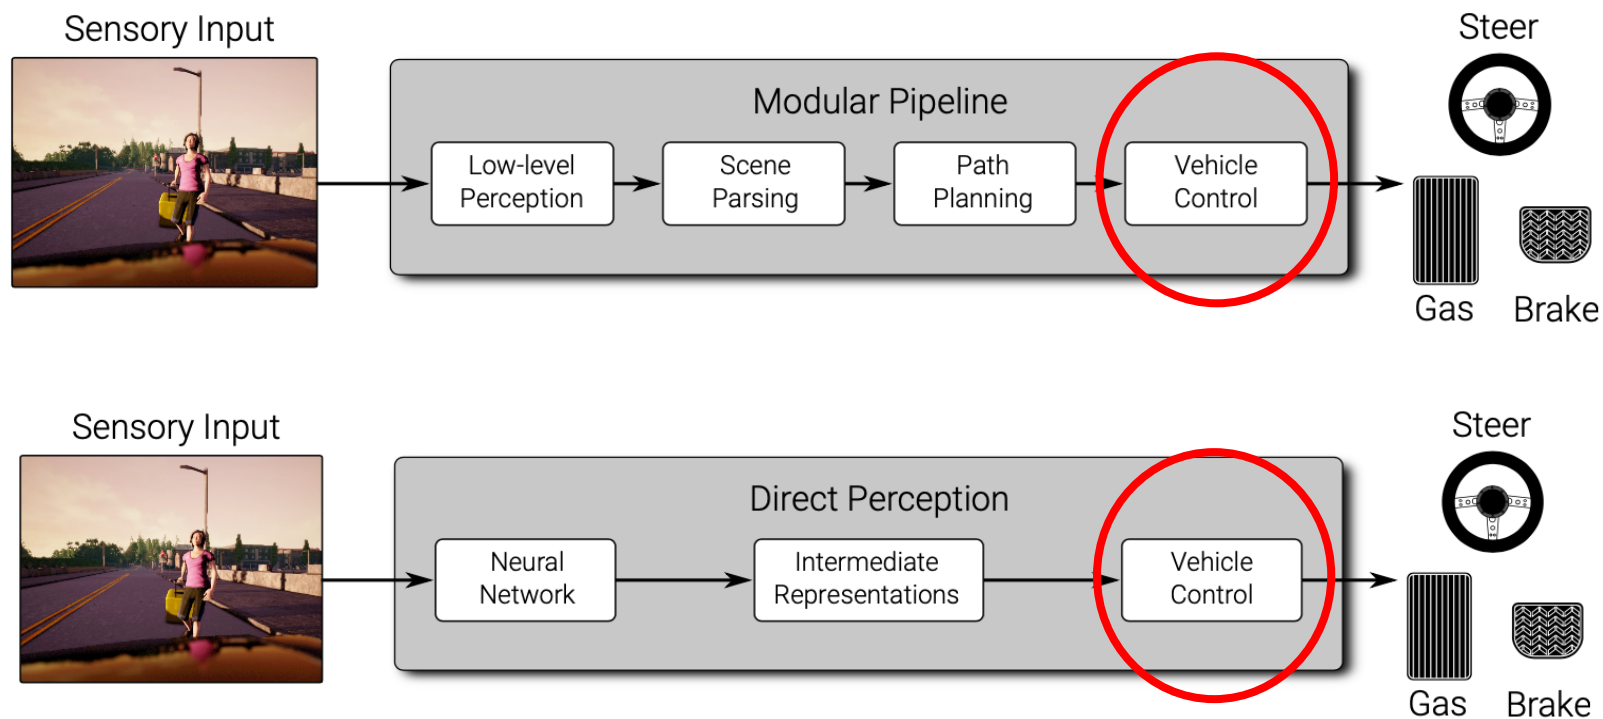 Sensory Input
Modular Pipeline
Low-level
Perception
Scene
Parsing
Path
Planning
Vehicle
Control
Steer
Gas
Brake
Sensory Input
Direct Perception
Neural
Network
Intermediate
Representations
Vehicle
Control
Steer
Gas
Brake